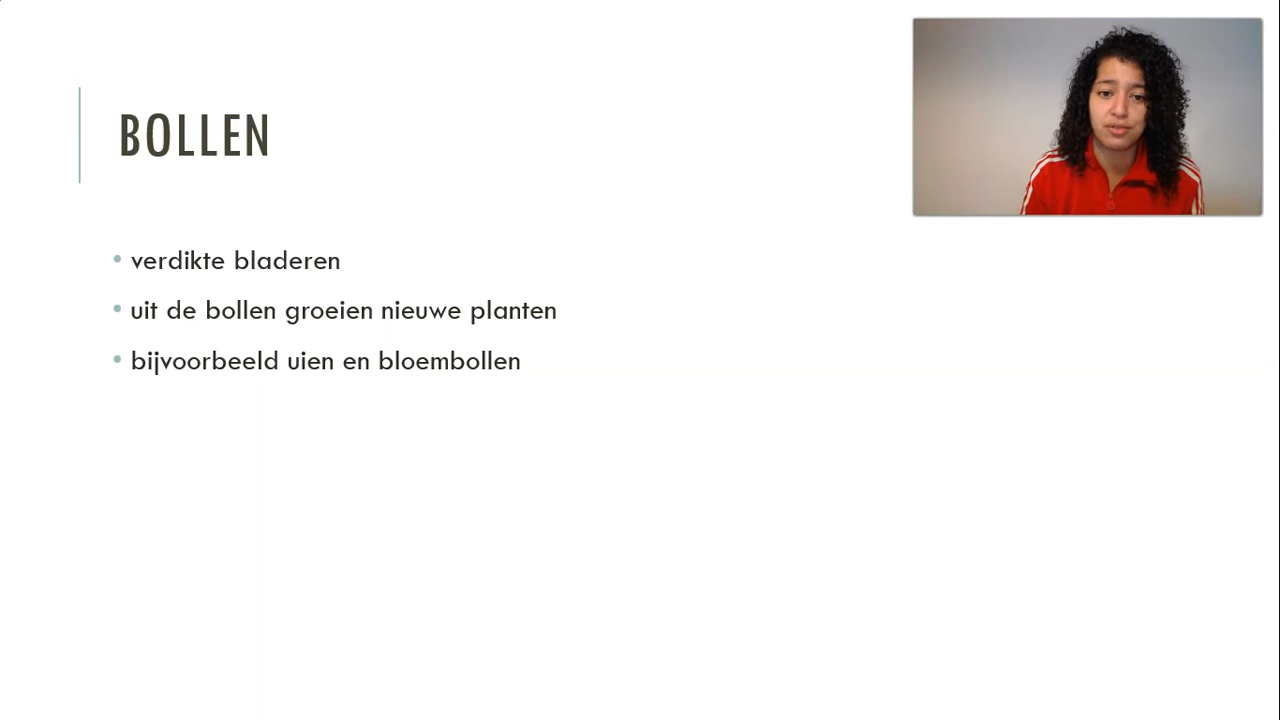 BOLLEN
• verdikte bladeren
• uit de bollen groeien nieuwe planten
• bijvoorbeeld uien en bloembollen